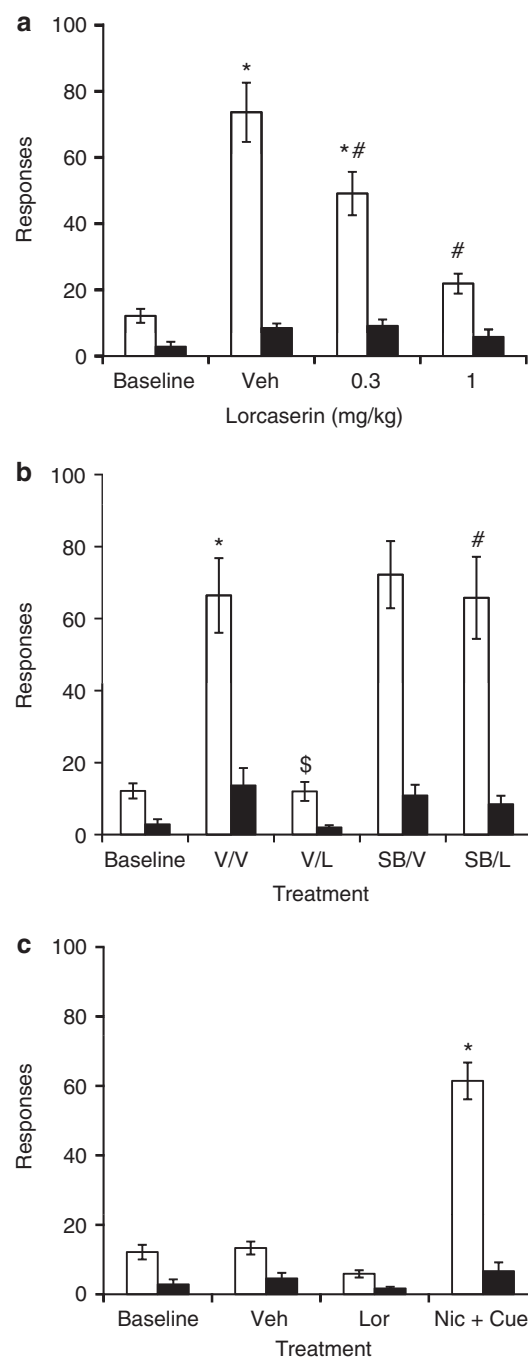 a
100
80
60
40
20
0
Responses
*
*#
#
Baseline Veh 0.3 1
Lorcaserin (mg/kg)
b
100
80
60
40
20
0
Responses
*
$
#
Baseline V/V V/L SB/V SB/L
Treatment
c
100
80
60
40
20
0
Responses
*
Baseline Veh Lor Nic + Cue
Treatment